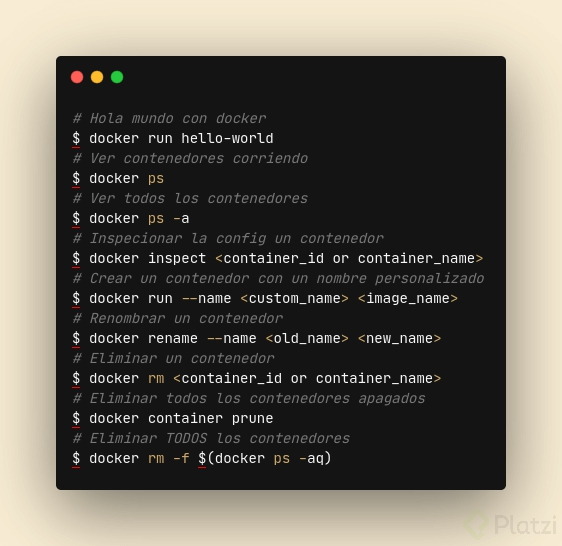 # Hola mundo con docker
$ docker run hello-world
# Ver contenedores corriendo
$ docker ps
# Ver todos los contenedores
$ docker ps -a
# Inspecionar la config un contenedor
$ docker inspect <container_id or container_name>
# Crear un contenedor con un nombre personalizado
$ docker run --name <custom_name> <image_name>
# Renombrar un contenedor
$ docker rename --name <old_name> <new_name>
# Eliminar un contenedor
$ docker rm <container_id or container_name>
# Eliminar todos los contenedores apagados
$ docker container prune
# Eliminar TODOS los contenedores
$ docker rm -f $(docker ps -aq)
Platzi